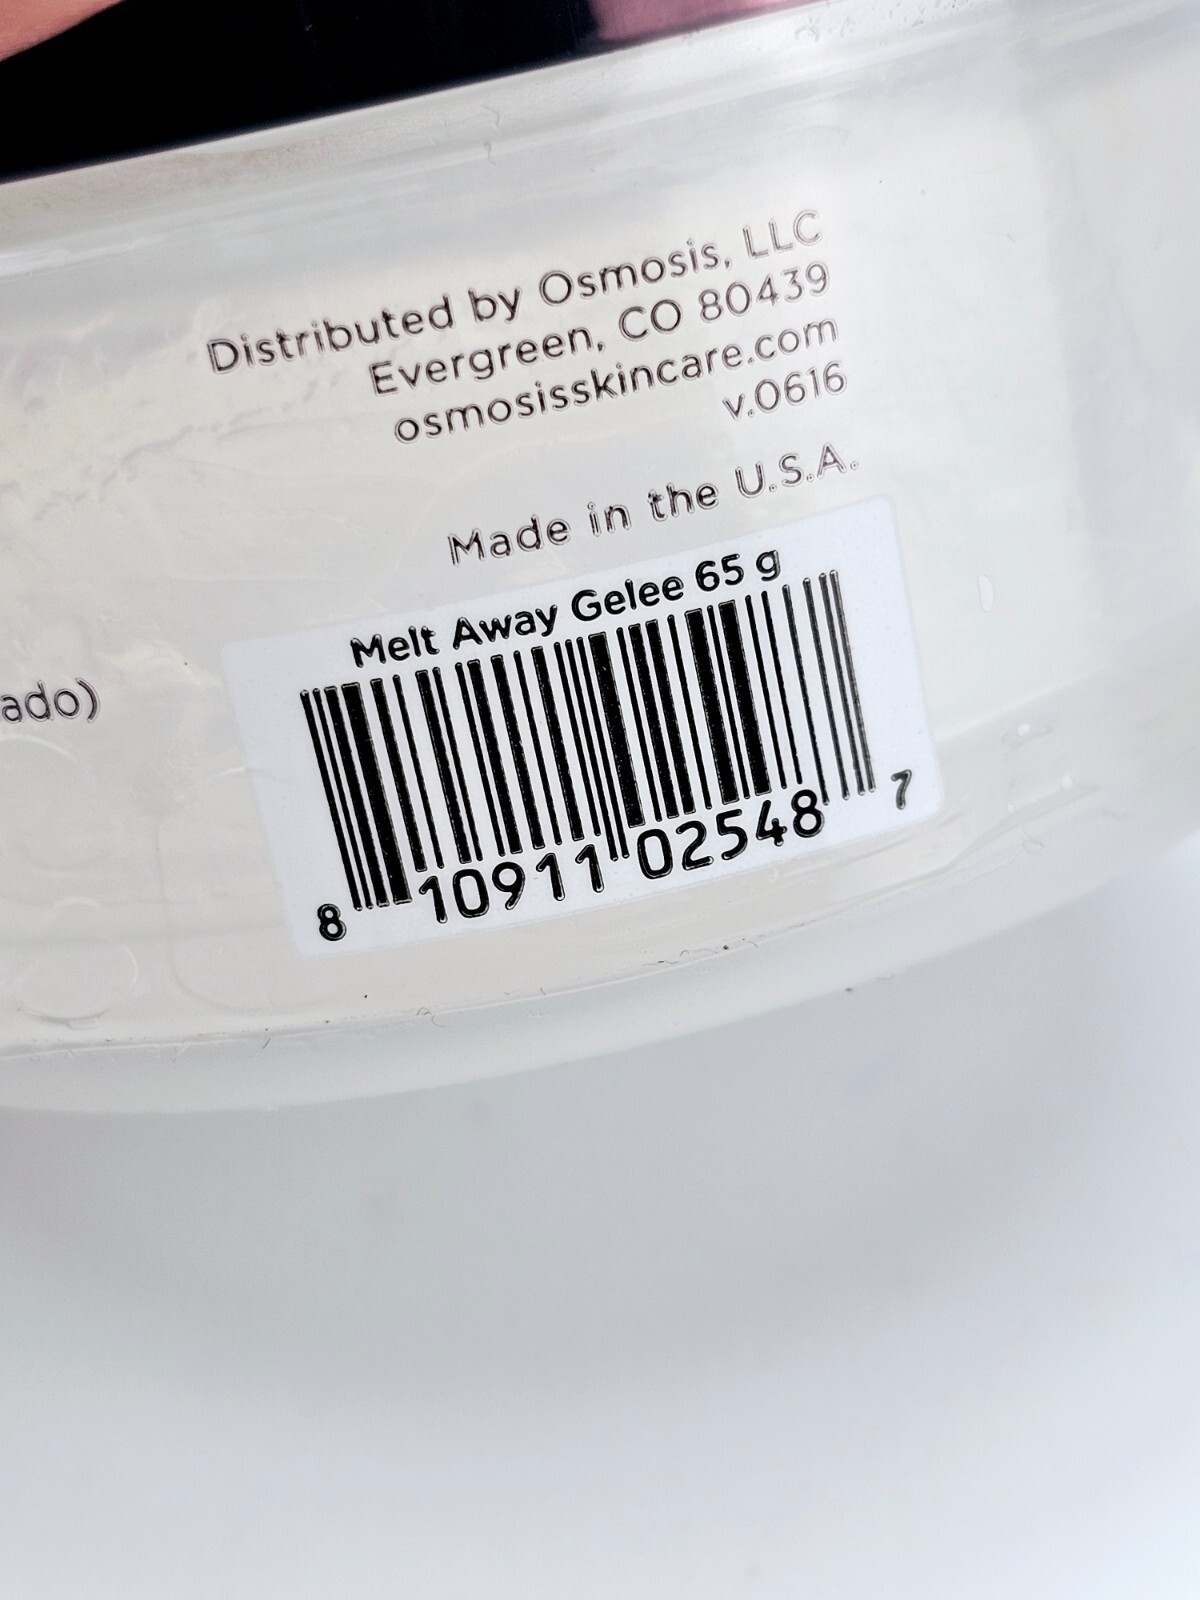 Distributed by Osmosis, LLC
Evergreen, CO 80439
osmosisskincare.com
v.0616
Made in the U.S.A.
ado)
Melt Away Gelee 65 g
8 10911 02548 7